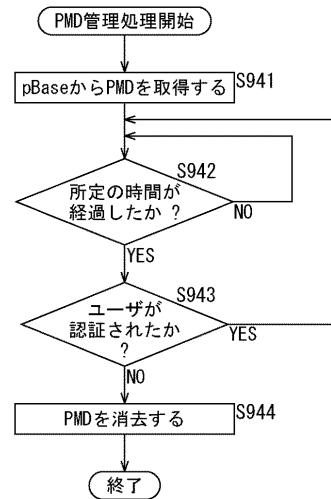 PMD管理処理開始
pBaseからPMDを取得する
S941
S942
所定の時間が
経過したか ?
NO
YES
S943
ユーザが
認証されたか
?
YES
NO
PMDを消去する
S944
終了